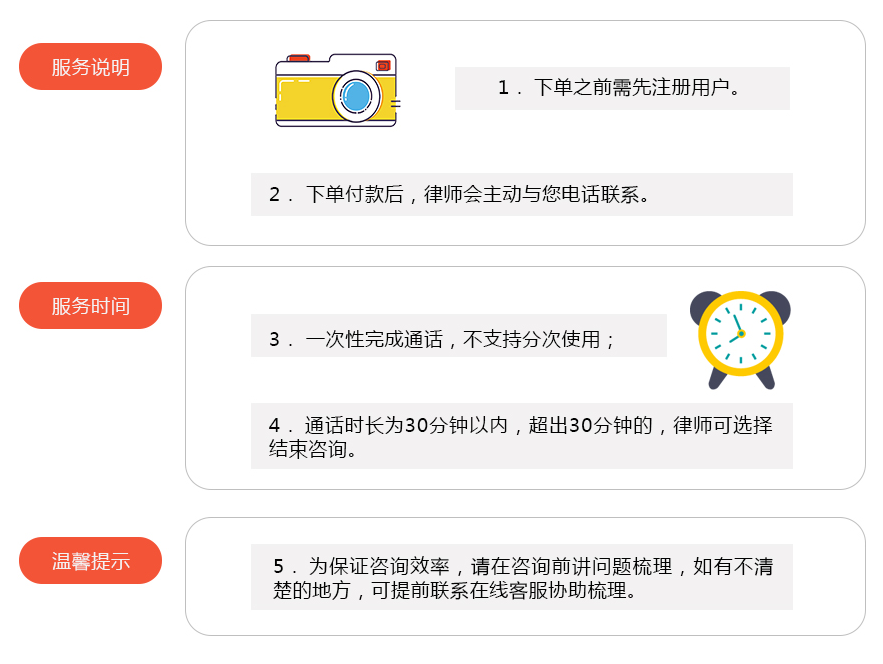 服务说明
1． 下单之前需先注册用户。
2． 下单付款后，律师会主动与您电话联系。
服务时间
3． 一次性完成通话，不支持分次使用；
4． 通话时长为30分钟以内，超出30分钟的，律师可选择
结束咨询。
温馨提示
5． 为保证咨询效率，请在咨询前讲问题梳理，如有不清
楚的地方，可提前联系在线客服协助梳理。